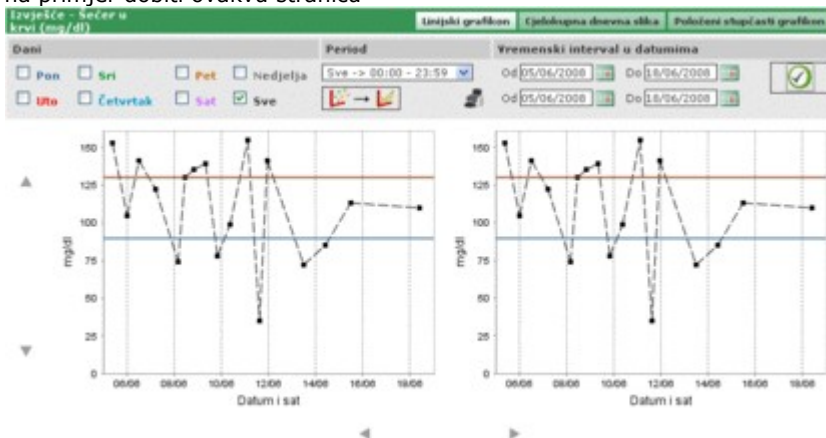 na primjer dobiti ovakva stranica
Izvješće - Šećer u krvi (mg/dl)
Linijski grafikon Cjelokupna dnevna slika Položeni stupčasti grafikon
Dani Period Vremenski interval u datumima
Pon Sri Pet Nedjelja Sve -> 00:00 - 23:59 Od 05/06/2008 Do 18/06/2008
Uto Četvrtak Sat Sve Od 05/06/2008 Do 18/06/2008
150 150
125 125
100 100
mg/dl mg/dl
75 75
50 50
25 25
0 0
06/06 08/06 10/06 12/06 14/06 16/06 18/06 06/06 08/06 10/06 12/06 14/06 16/06 18/06
Datum i sat Datum i sat